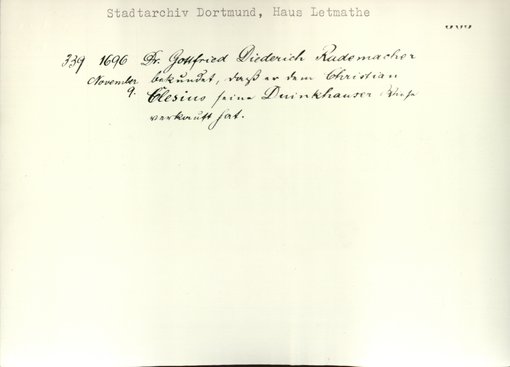 Stadtarchiv Dortmund, Haus Letmathe
339 1696 Dr. Gottfried Diederich Rademacher
November bekundet, daß er dem Christian
9. Clesius seine Duinkhauser Wiese
verkauft hat.